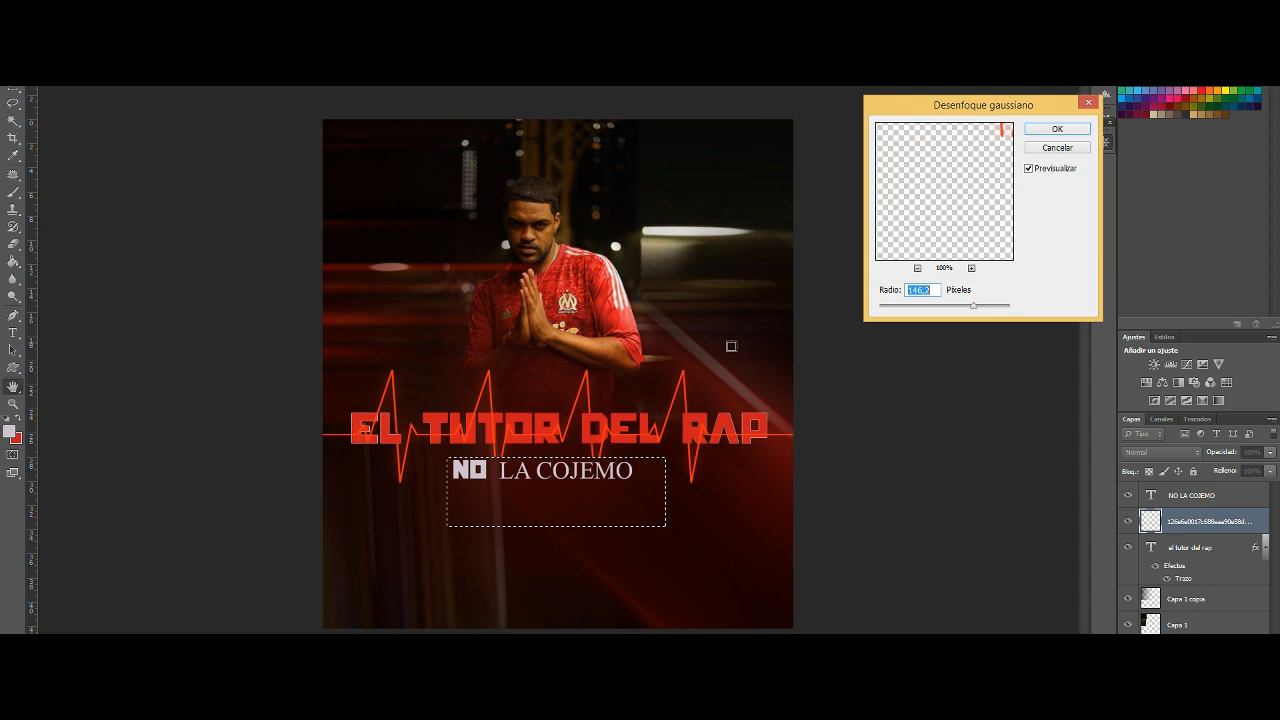 Desenfoque gaussiano
OK
Cancelar
Previsualizar
100%
Radio: 146,2 Píxeles
EL TUTOR DEL RAP
NO LA COJEMO
Ajustes Estilos
Añadir un ajuste
Capas Canales Trazados
Tipo
Normal Opacidad: 100%
Bloq.: Relleno: 100%
T NO LA COJEMO
T el tutor del rap fx
Efectos
Trazo
Capa 1 copia
Capa 1